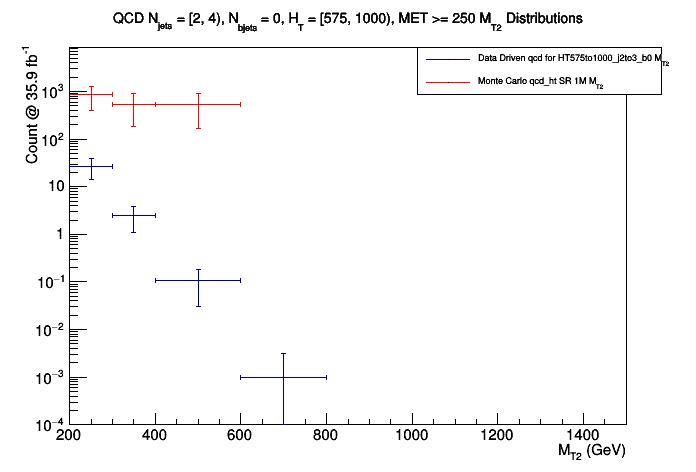 QCD N_jets = [2, 4), N_bjets = 0, H_T = [575, 1000), MET >= 250 M_T2 Distributions
Data Driven qcd for HT575to1000_j2to3_b0 M_T2
Monte Carlo qcd_ht SR 1M M_T2
Count @ 35.9 fb^-1
10^3
10^2
10
1
10^−1
10^−2
10^−3
10^−4
200 400 600 800 1000 1200 1400
M_T2 (GeV)